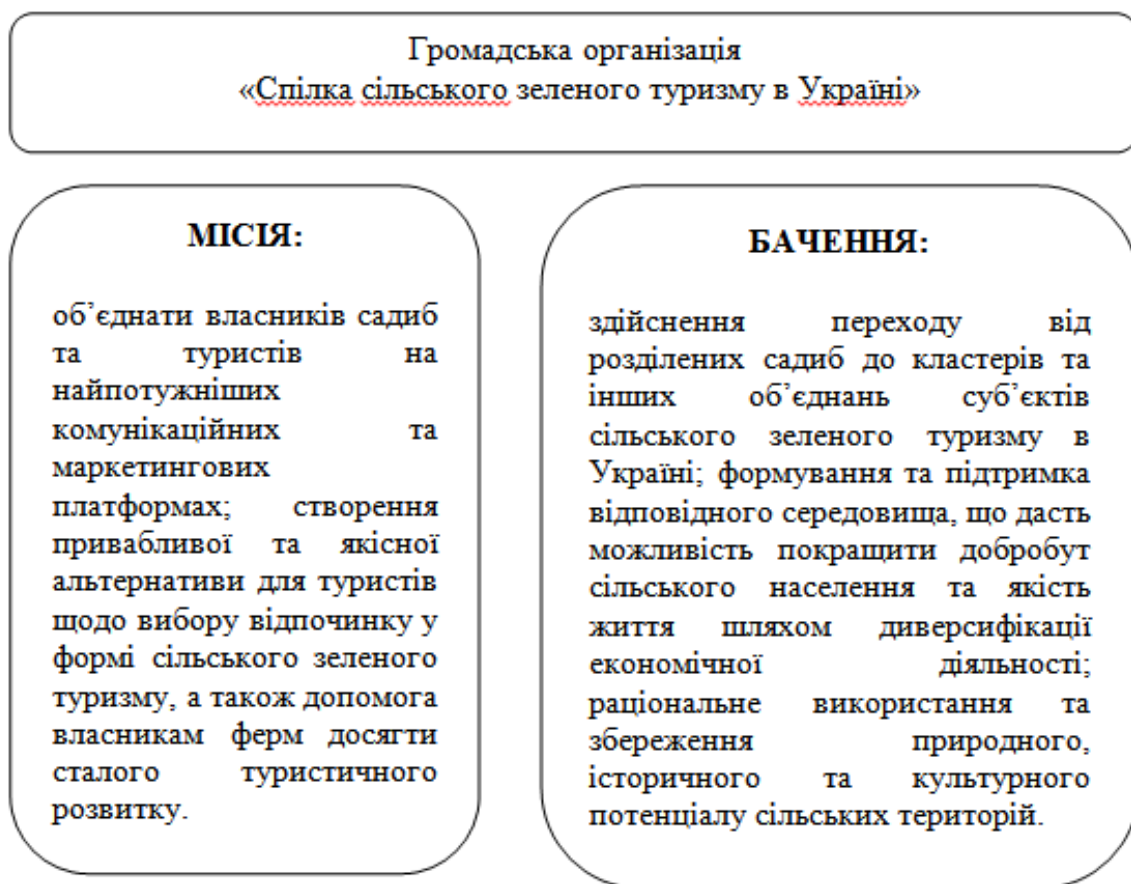 Громадська організація
«Спілка сільського зеленого туризму в Україні»
МІСІЯ:
об’єднати власників садиб
та туристів на
найпотужніших
комунікаційних та
маркетингових
платформах; створення
привабливої та якісної
альтернативи для туристів
щодо вибору відпочинку у
формі сільського зеленого
туризму, а також допомога
власникам ферм досягти
сталого туристичного
розвитку.
БАЧЕННЯ:
здійснення переходу від
розділених садиб до кластерів та
інших об’єднань суб’єктів
сільського зеленого туризму в
Україні; формування та підтримка
відповідного середовища, що дасть
можливість покращити добробут
сільського населення та якість
життя шляхом диверсифікації
економічної діяльності;
раціональне використання та
збереження природного,
історичного та культурного
потенціалу сільських територій.